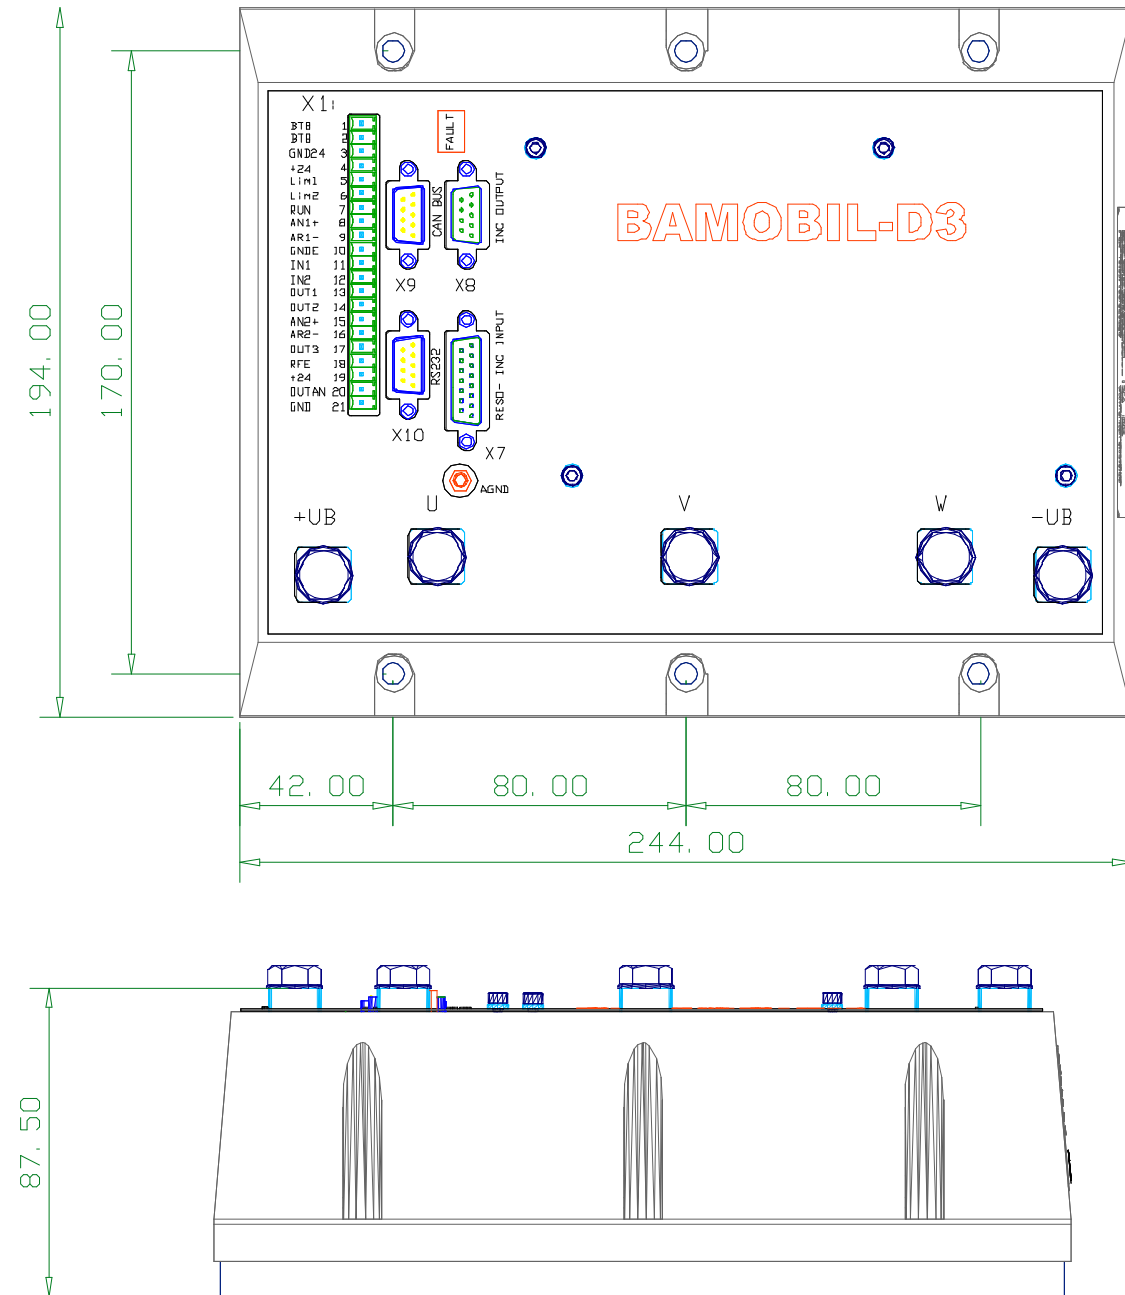 X1:
BTB 1
BTB 2
GND24 3
+24 4
Lim1 5
Lim2 6
RUN 7
AN1+ 8
AR1- 9
GNDE 10
IN1 11
IN2 12
OUT1 13
OUT2 14
AN2+ 15
AR2- 16
OUT3 17
RFE 18
+24 19
OUTAN 20
GND 21
FAULT
CAN BUS
INC OUTPUT
X9
X8
BAMOBIL-D3
RS232
RESO- INC INPUT
X10
X7
AGND
+UB
U
V
W
-UB
194.00
170.00
42.00
80.00
80.00
244.00
87.50